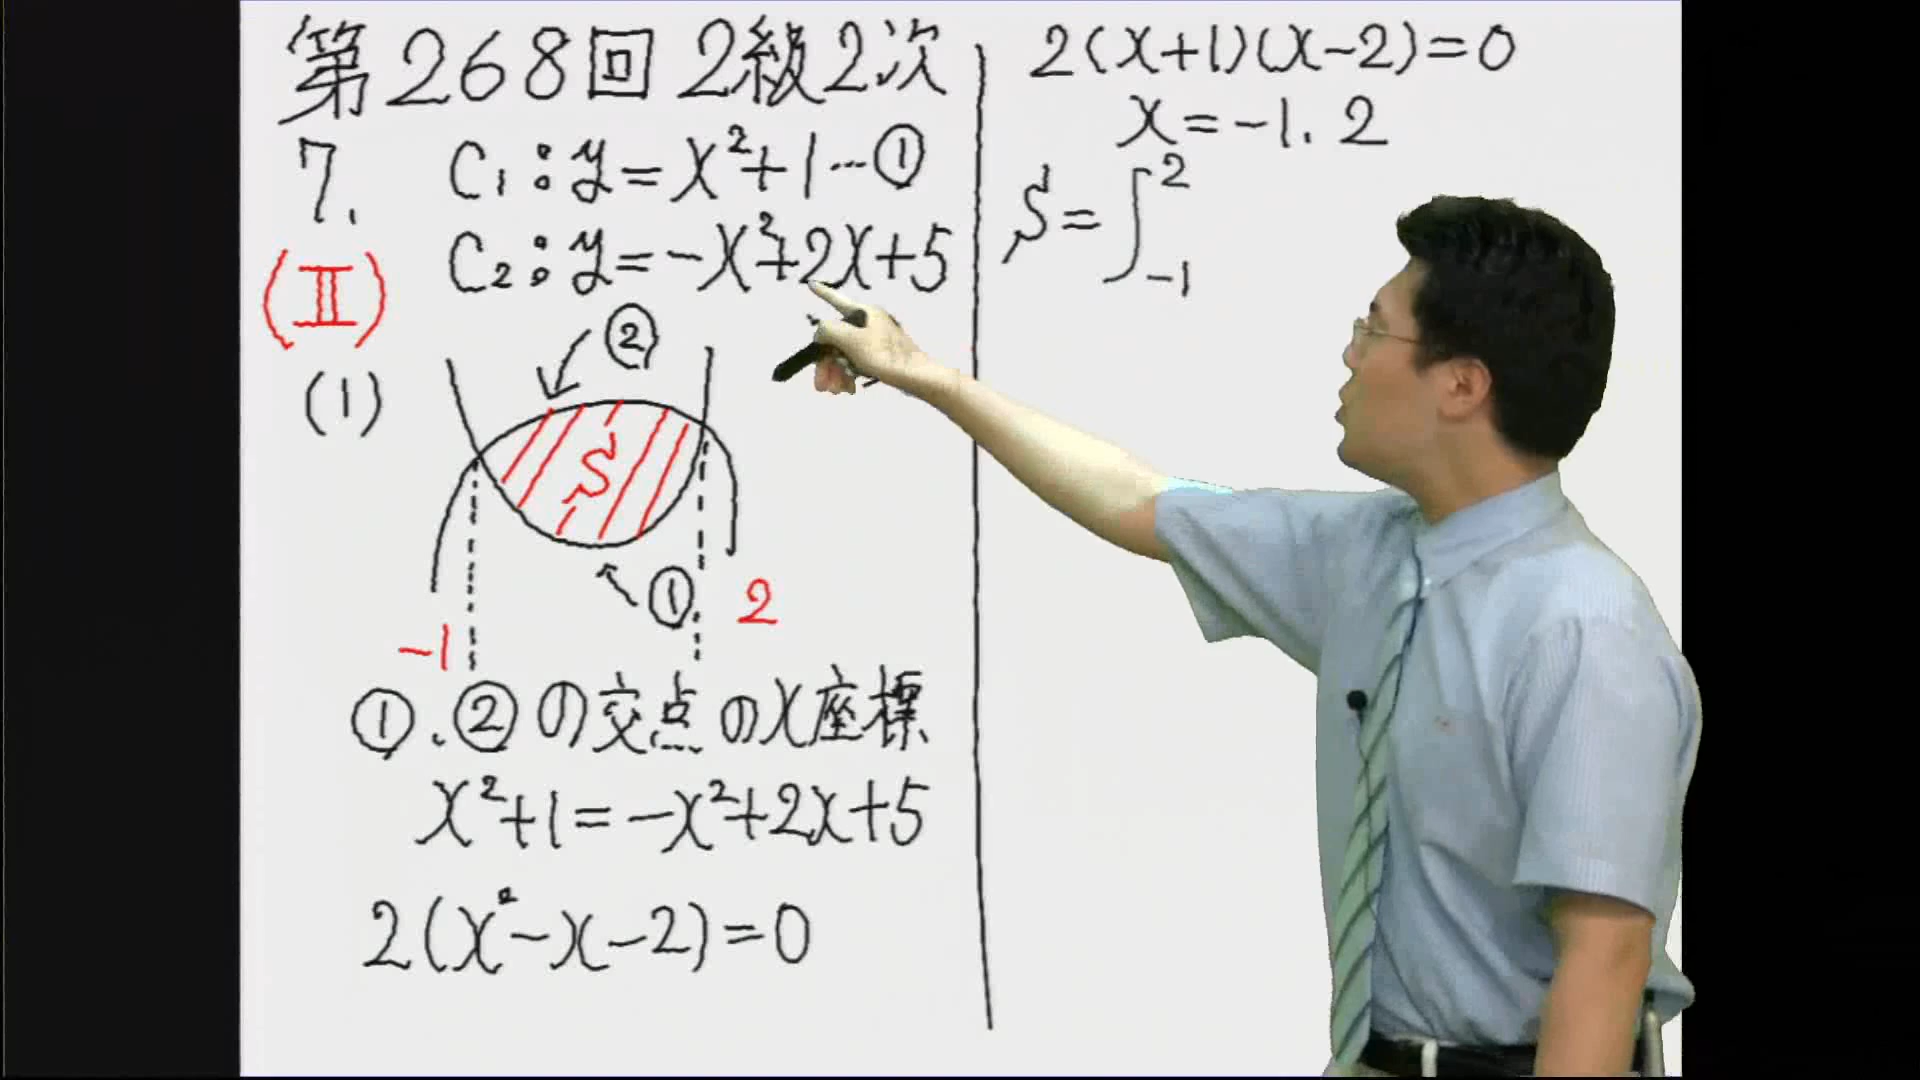 第268回 2級2次
7. C₁:y=x²+1…①
(II) C₂:y=-x²+2x+5
(1)
②
S
①
-1
2
①.②の交点のx座標
x²+1=-x²+2x+5
2(x²-x-2)=0
2(x+1)(x-2)=0
x=-1.2
S=∫₋₁²